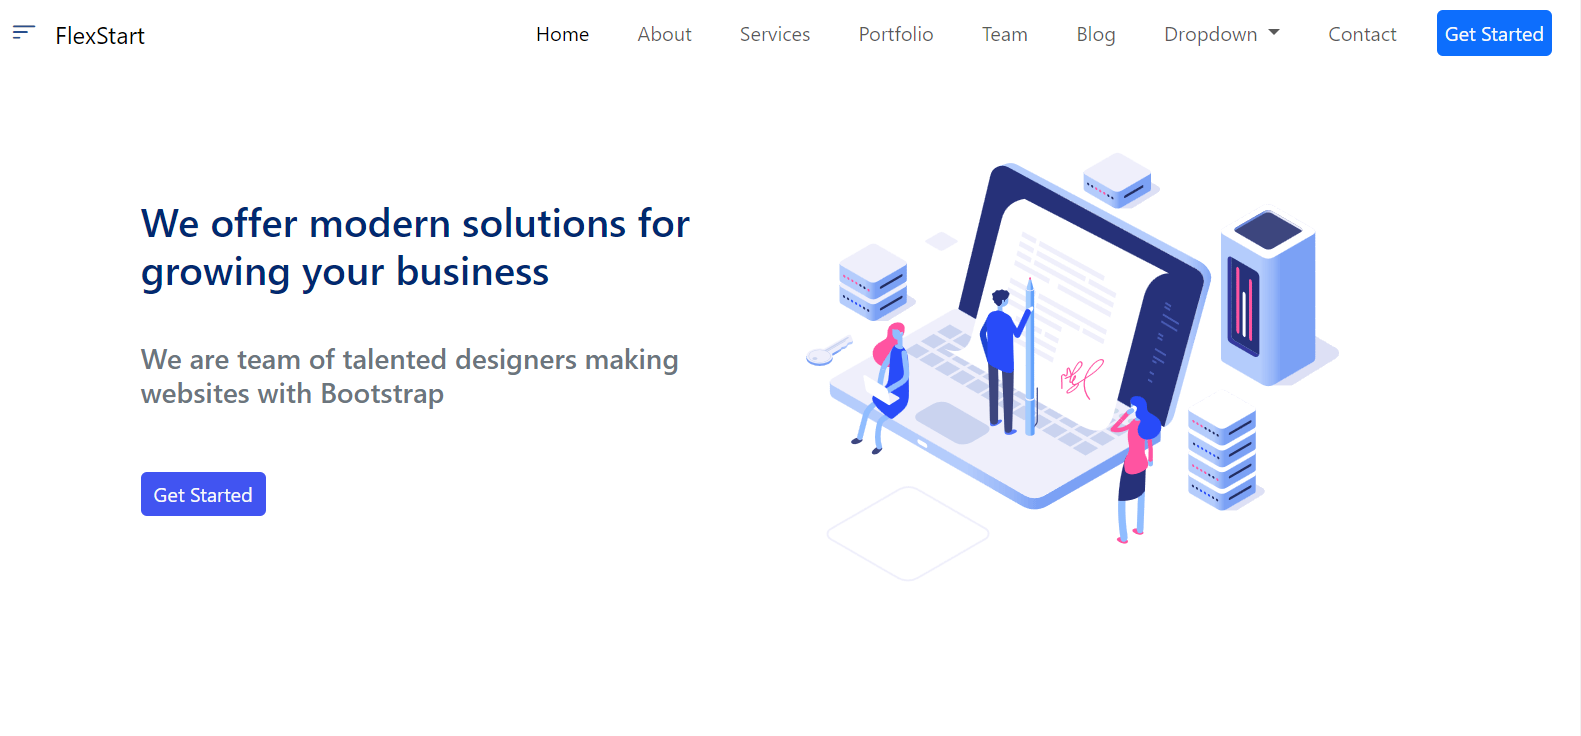 FlexStart
Home About Services Portfolio Team Blog Dropdown Contact Get Started
We offer modern solutions for
growing your business
We are team of talented designers making
websites with Bootstrap
Get Started